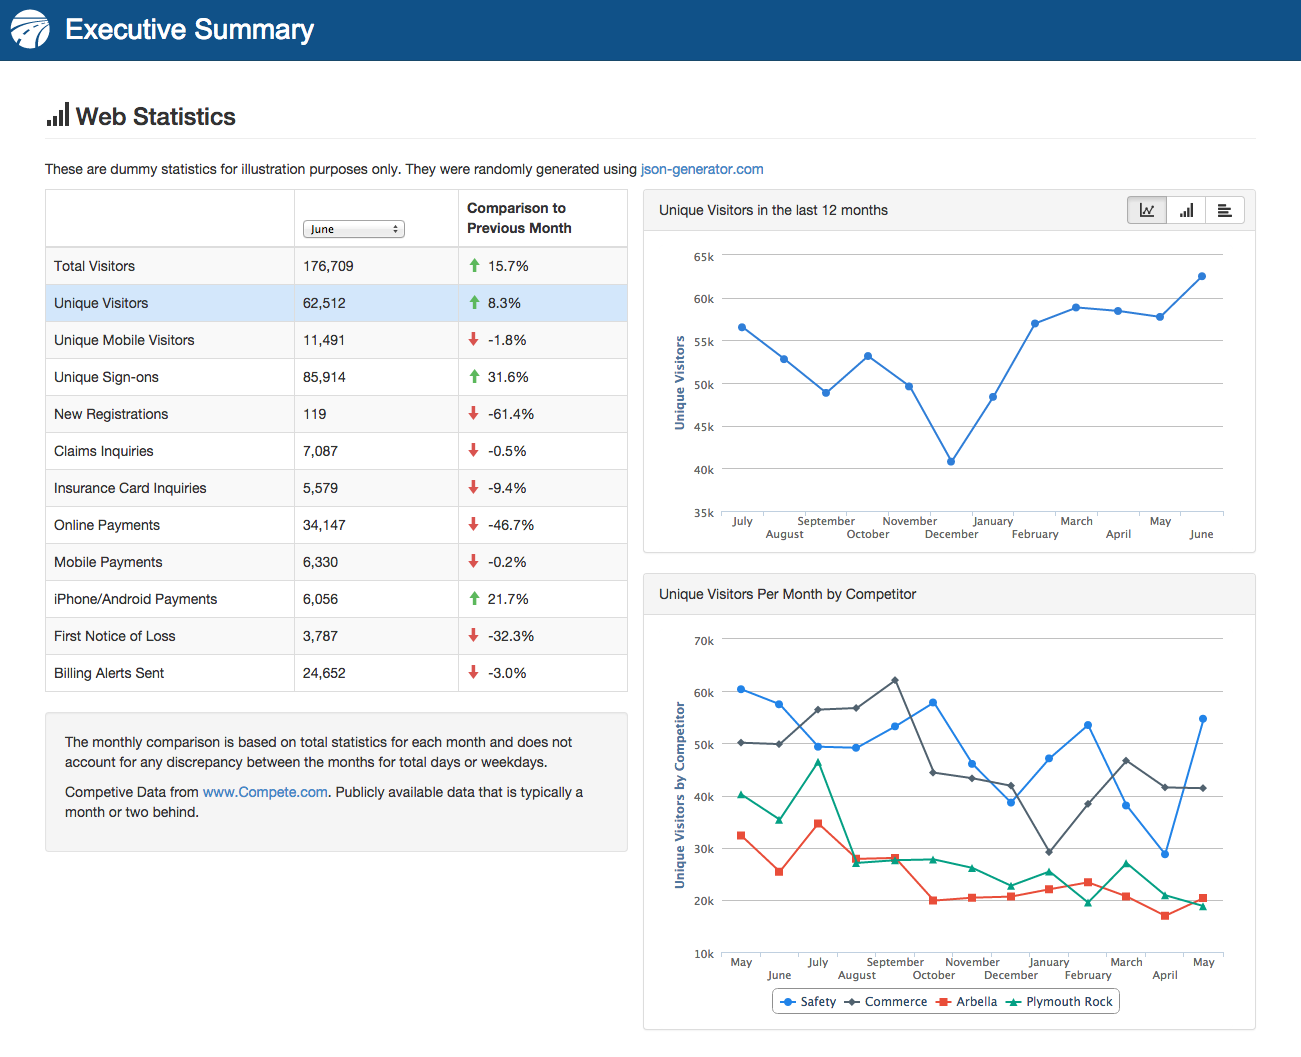 Executive Summary
Web Statistics
These are dummy statistics for illustration purposes only. They were randomly generated using json-generator.com
June
Comparison to
Previous Month
Total Visitors 176,709 15.7%
Unique Visitors 62,512 8.3%
Unique Mobile Visitors 11,491 -1.8%
Unique Sign-ons 85,914 31.6%
New Registrations 119 -61.4%
Claims Inquiries 7,087 -0.5%
Insurance Card Inquiries 5,579 -9.4%
Online Payments 34,147 -46.7%
Mobile Payments 6,330 -0.2%
iPhone/Android Payments 6,056 21.7%
First Notice of Loss 3,787 -32.3%
Billing Alerts Sent 24,652 -3.0%
The monthly comparison is based on total statistics for each month and does not
account for any discrepancy between the months for total days or weekdays.
Competive Data from www.Compete.com. Publicly available data that is typically a
month or two behind.
Unique Visitors in the last 12 months
Unique Visitors
65k
60k
55k
50k
45k
40k
35k
July September November January March May
August October December February April June
Unique Visitors Per Month by Competitor
Unique Visitors by Competitor
70k
60k
50k
40k
30k
20k
10k
May July September November January March May
June August October December February April
Safety Commerce Arbella Plymouth Rock